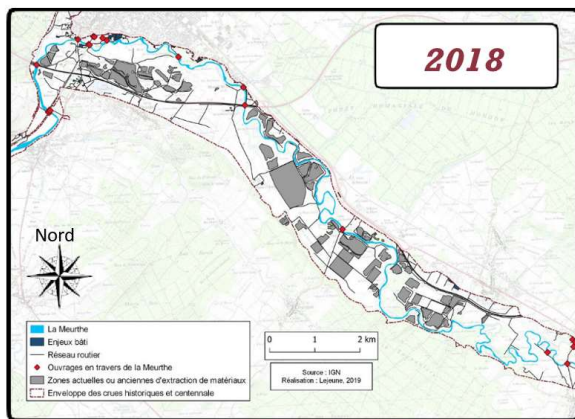 2018
Nord
La Meurthe
Enjeux bâti
Réseau routier
Ouvrages en travers de la Meurthe
Zones actuelles ou anciennes d'extraction de matériaux
Enveloppe des crues historiques et centennale
0 1 2 km
Source : IGN
Réalisation : Lejeune, 2019